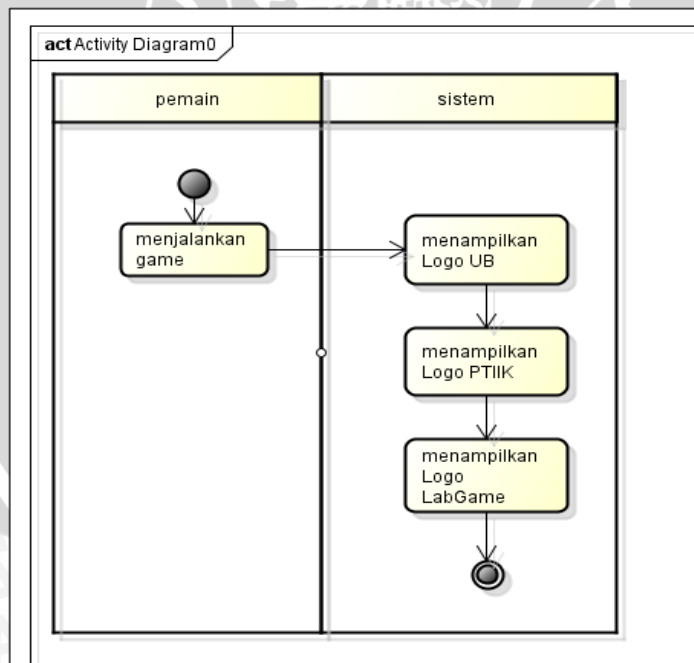 act Activity Diagram0
pemain
sistem
menjalankan
game
menampilkan
Logo UB
menampilkan
Logo PTIIK
menampilkan
Logo
LabGame